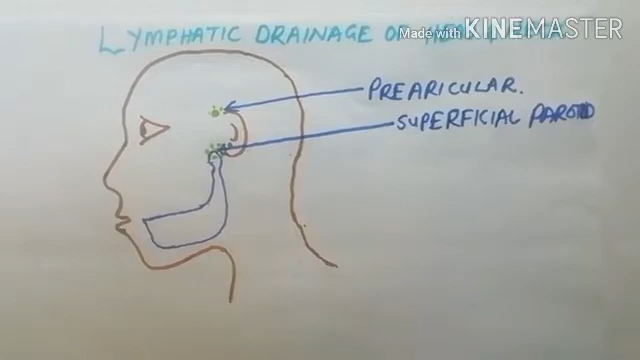 LYMPHATIC DRAINAGE OF
Made with KINEMASTER
PREARICULAR.
SUPERFICIAL PAROTID